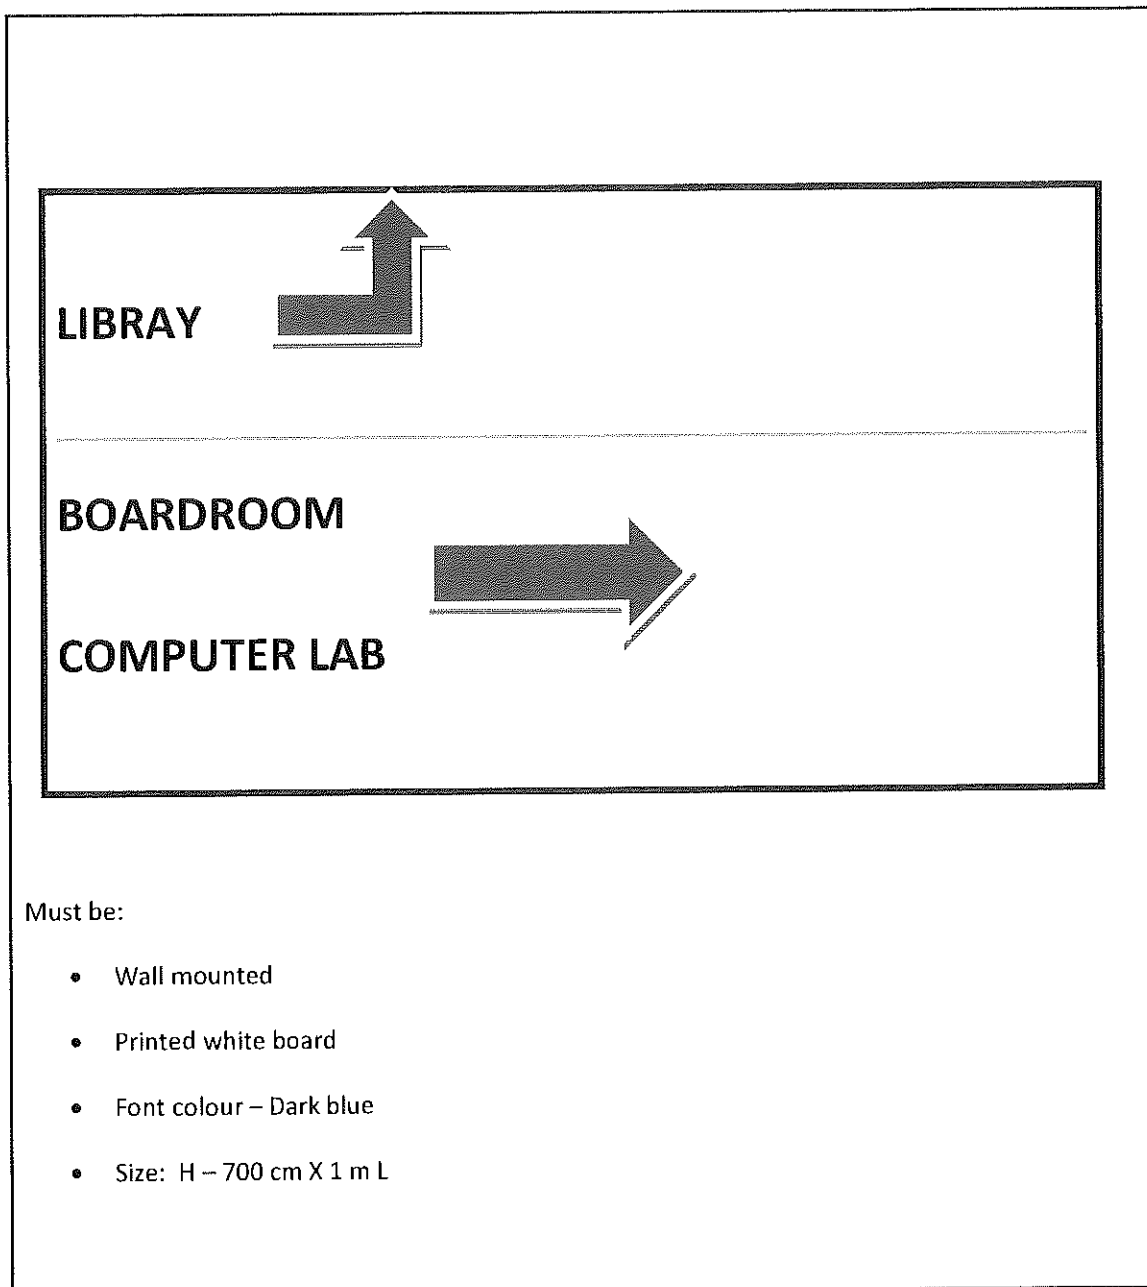 LIBRAY
BOARDROOM
COMPUTER LAB
Must be:
• Wall mounted
• Printed white board
• Font colour – Dark blue
• Size: H – 700 cm X 1 m L